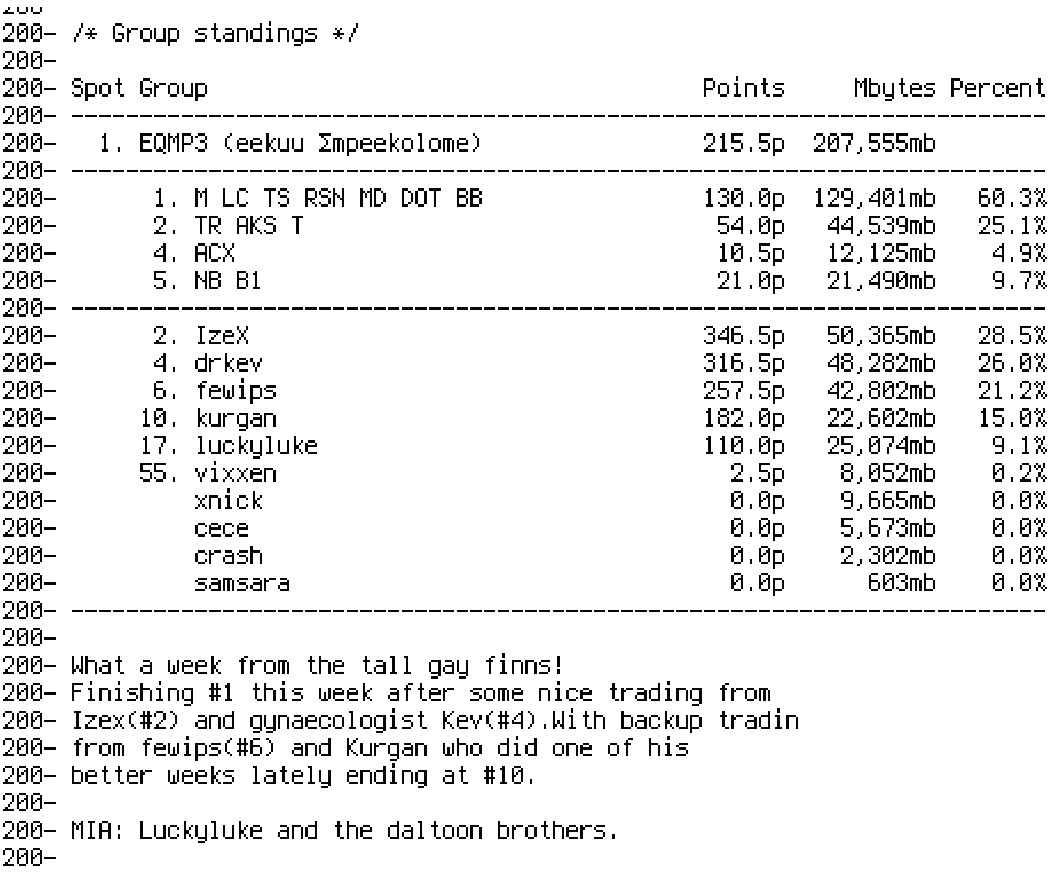 200- /* Group standings */
200-
200- Spot Group                                    Points     Mbytes Percent
200- -----------------------------------------------------------------------
200-   1. EQMP3 (eekuu Σmpeekolome)                215.5p  207,555mb
200- -----------------------------------------------------------------------
200-       1. M LC TS RSN MD DOT BB                130.0p  129,401mb   60.3%
200-       2. TR AKS T                              54.0p   44,539mb   25.1%
200-       4. ACX                                   10.5p   12,125mb    4.9%
200-       5. NB B1                                 21.0p   21,490mb    9.7%
200- -----------------------------------------------------------------------
200-       2. IzeX                                 346.5p   50,365mb   28.5%
200-       4. drkev                                316.5p   48,282mb   26.0%
200-       6. fewips                               257.5p   42,802mb   21.2%
200-      10. kurgan                               182.0p   22,602mb   15.0%
200-      17. luckyluke                            110.0p   25,074mb    9.1%
200-      55. vixxen                                 2.5p    8,052mb    0.2%
200-          xnick                                  0.0p    9,665mb    0.0%
200-          cece                                   0.0p    5,673mb    0.0%
200-          crash                                  0.0p    2,302mb    0.0%
200-          samsara                                0.0p      603mb    0.0%
200- -----------------------------------------------------------------------
200-
200- What a week from the tall gay finns!
200- Finishing #1 this week after some nice trading from
200- Izex(#2) and gynaecologist Kev(#4).With backup tradin
200- from fewips(#6) and Kurgan who did one of his
200- better weeks lately ending at #10.
200-
200- MIA: Luckyluke and the daltoon brothers.
200-